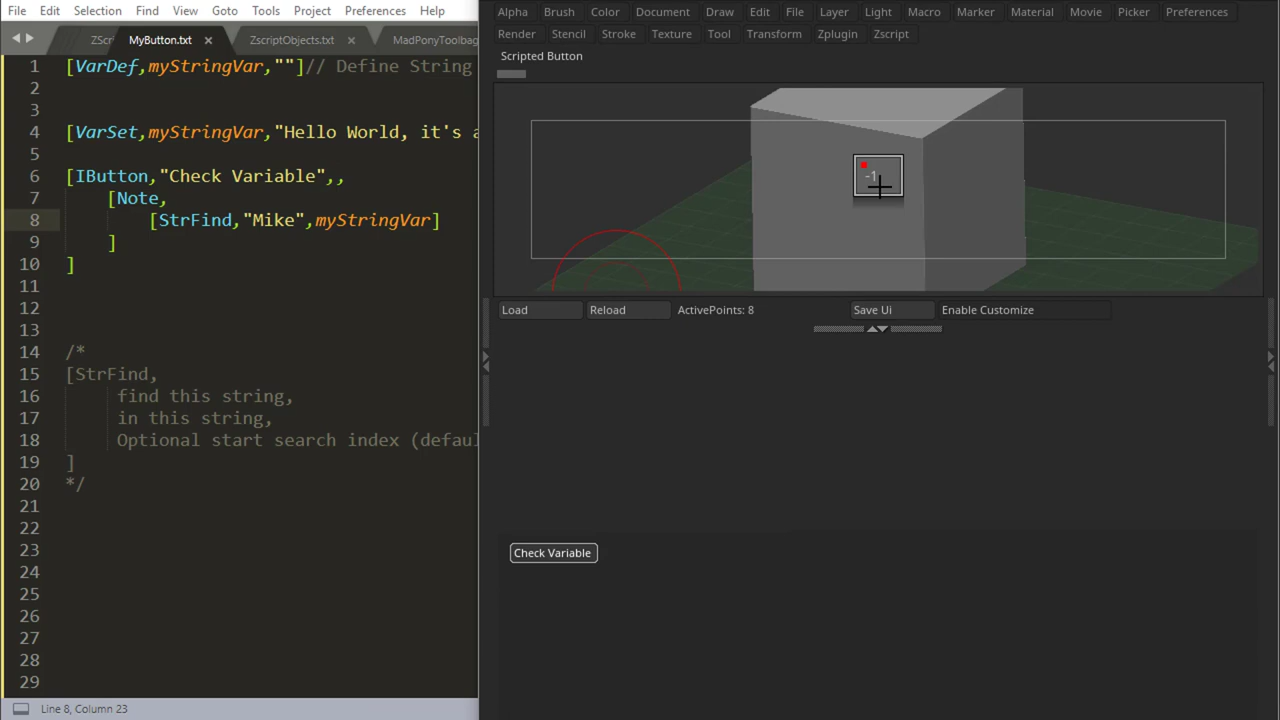 File Edit Selection Find View Goto Tools Project Preferences Help
ZScr MyButton.txt × ZscriptObjects.txt × MadPonyToolbag
1 [VarDef,myStringVar,""]// Define String
2
3
4 [VarSet,myStringVar,"Hello World, it's a
5
6 [IButton,"Check Variable",,
7 [Note,
8 [StrFind,"Mike",myStringVar]
9 ]
10 ]
11
12
13
14 /*
15 [StrFind,
16 find this string,
17 in this string,
18 Optional start search index (defaul
19 ]
20 */
21
22
23
24
25
26
27
28
29
Line 8, Column 23
Alpha Brush Color Document Draw Edit File Layer Light Macro Marker Material Movie Picker Preferences
Render Stencil Stroke Texture Tool Transform Zplugin Zscript
Scripted Button
-1
Load Reload ActivePoints: 8 Save Ui Enable Customize
Check Variable